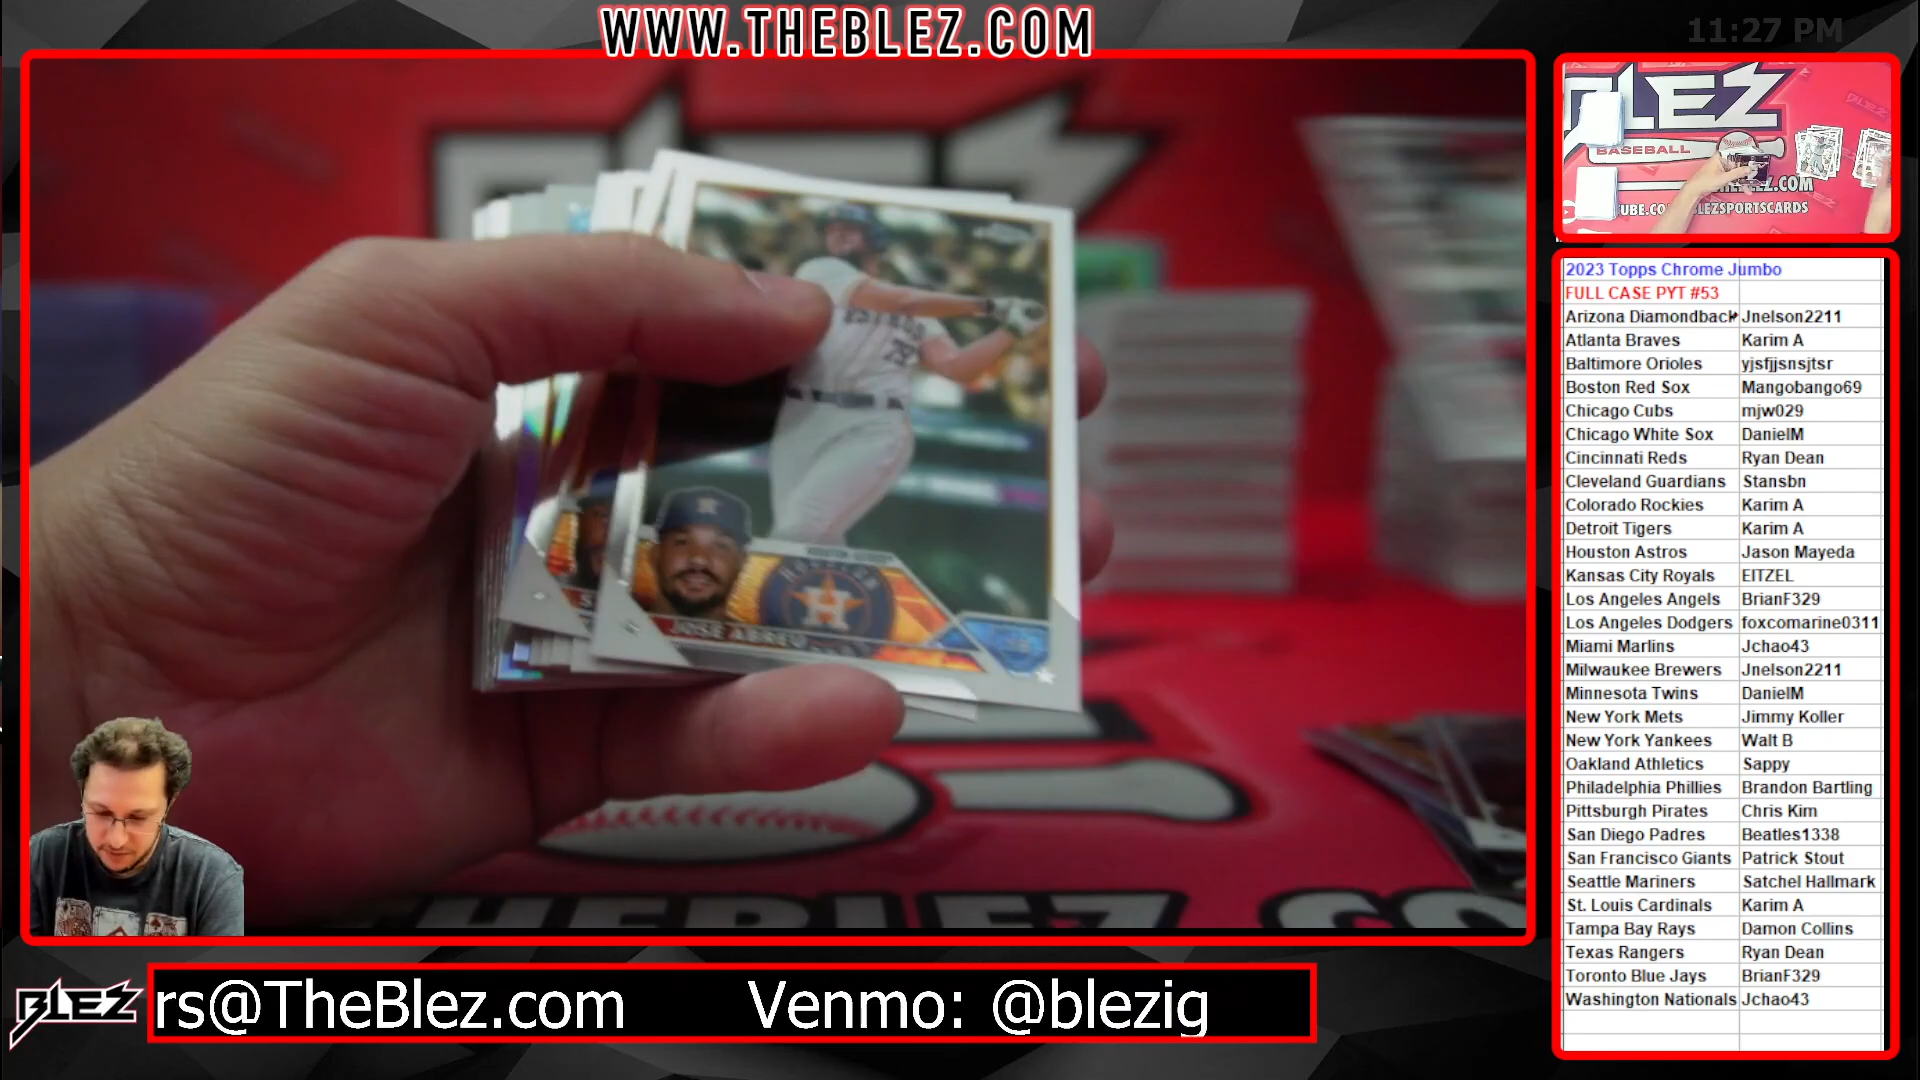 WWW.THEBLEZ.COM
11:27 PM
BLEZ
BASEBALL
JOSE ABREU
2023 Topps Chrome Jumbo
FULL CASE PYT #53
Arizona Diamondback Jnelson2211
Atlanta Braves Karim A
Baltimore Orioles yjsfjjsnsjtsr
Boston Red Sox Mangobango69
Chicago Cubs mjw029
Chicago White Sox DanielM
Cincinnati Reds Ryan Dean
Cleveland Guardians Stansbn
Colorado Rockies Karim A
Detroit Tigers Karim A
Houston Astros Jason Mayeda
Kansas City Royals EITZEL
Los Angeles Angels BrianF329
Los Angeles Dodgers foxcomarine0311
Miami Marlins Jchao43
Milwaukee Brewers Jnelson2211
Minnesota Twins DanielM
New York Mets Jimmy Koller
New York Yankees Walt B
Oakland Athletics Sappy
Philadelphia Phillies Brandon Bartling
Pittsburgh Pirates Chris Kim
San Diego Padres Beatles1338
San Francisco Giants Patrick Stout
Seattle Mariners Satchel Hallmark
St. Louis Cardinals Karim A
Tampa Bay Rays Damon Collins
Texas Rangers Ryan Dean
Toronto Blue Jays BrianF329
Washington Nationals Jchao43
BLEZ rs@TheBlez.com Venmo: @blezig